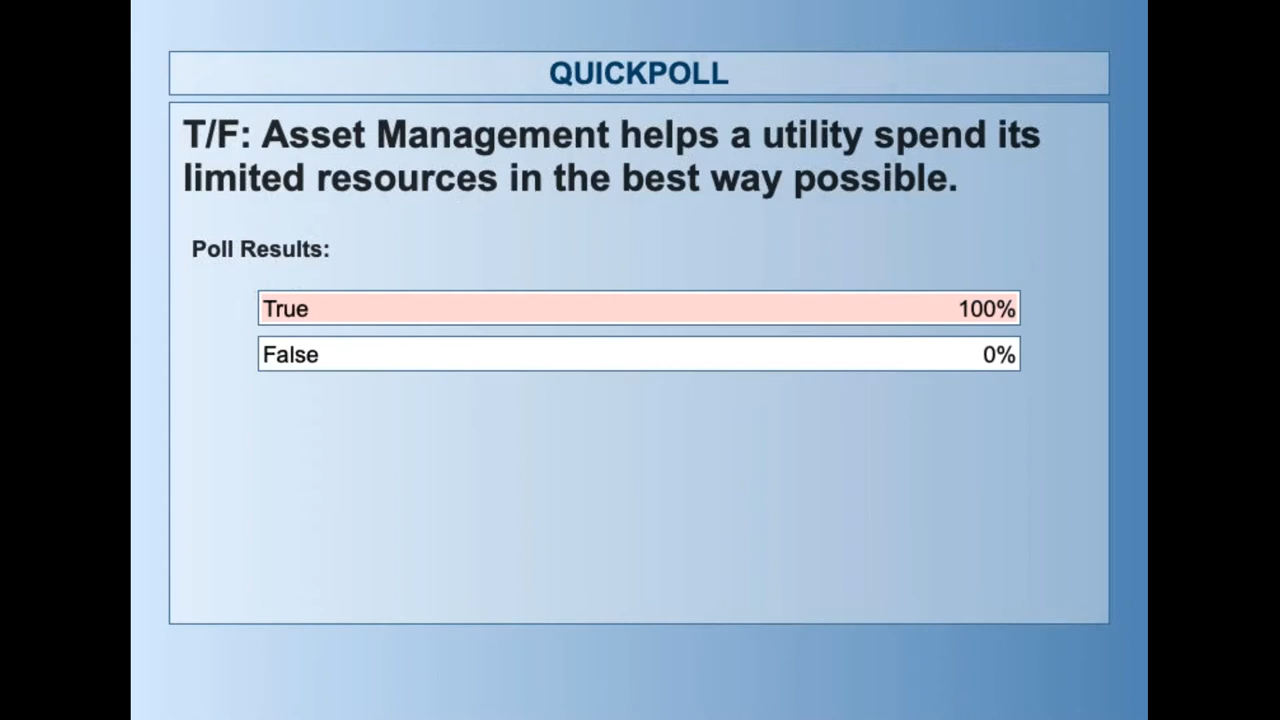 QUICKPOLL
T/F: Asset Management helps a utility spend its
limited resources in the best way possible.
Poll Results:
True 100%
False 0%